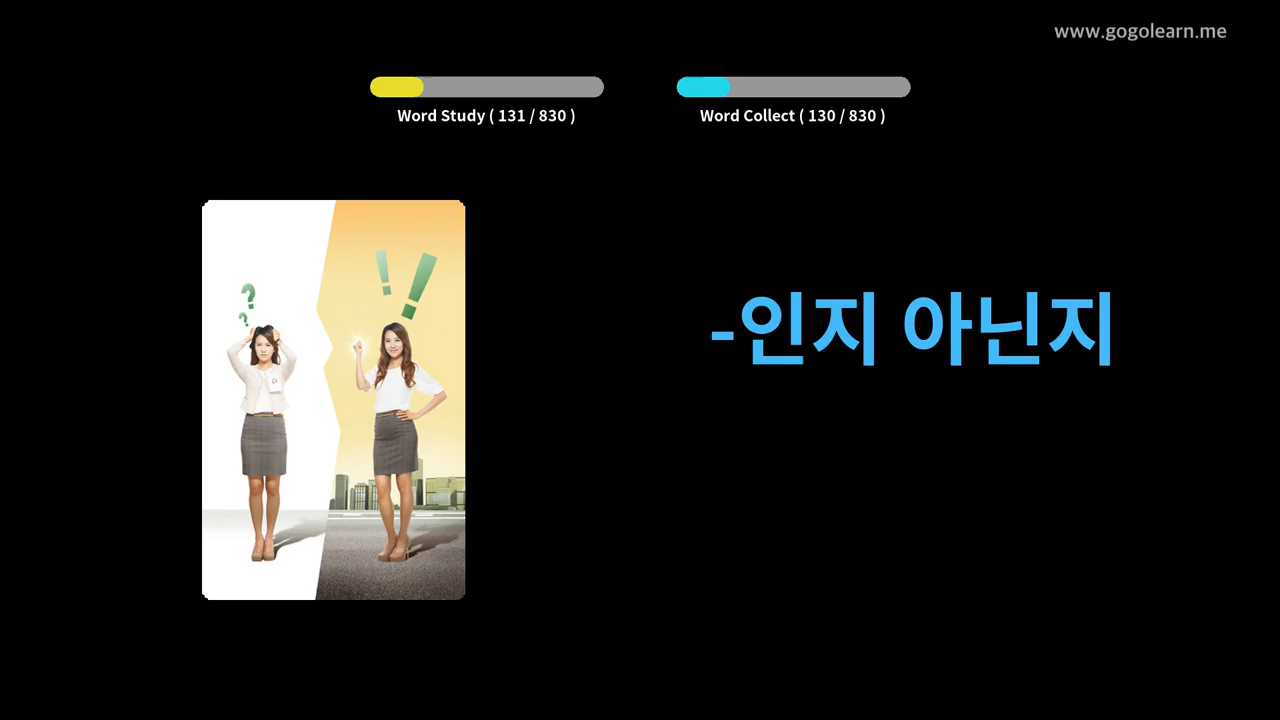 www.gogolearn.me
Word Study ( 131 / 830 )
Word Collect ( 130 / 830 )
? ?
! !
-인지 아닌지